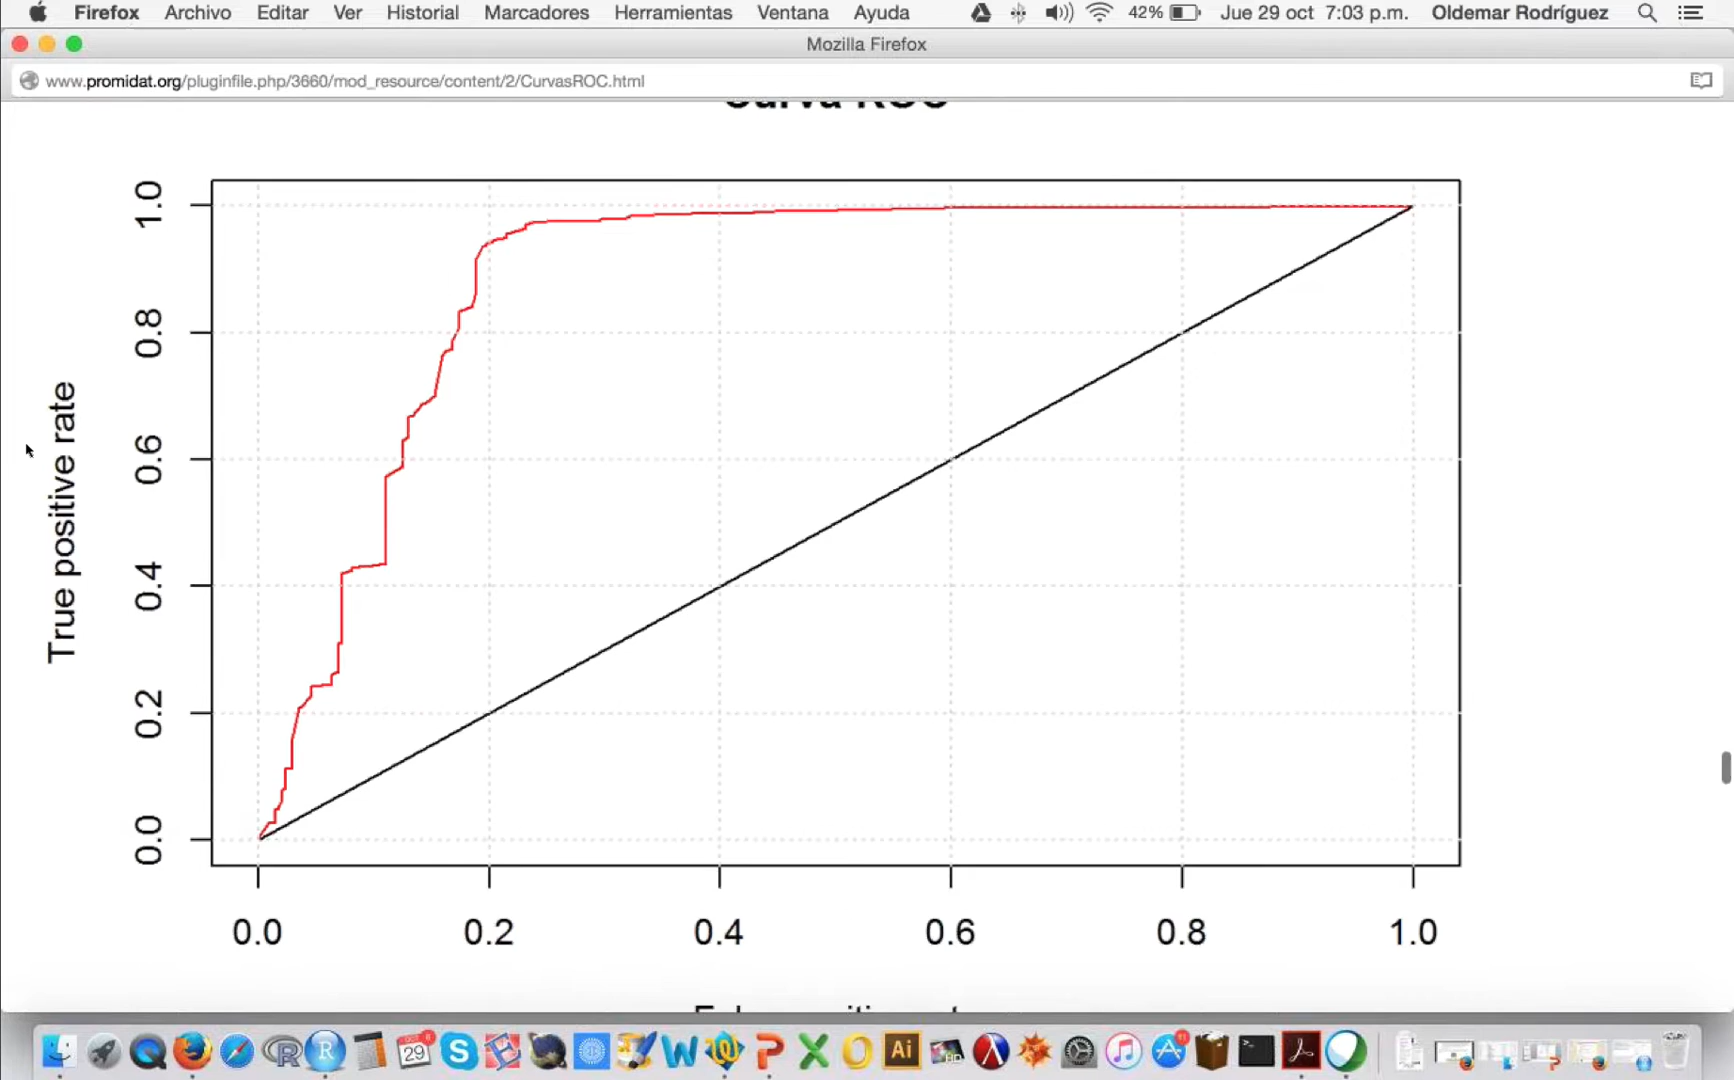 Firefox Archivo Editar Ver Historial Marcadores Herramientas Ventana Ayuda 42% Jue 29 oct 7:03 p.m. Oldemar Rodríguez
Mozilla Firefox
www.promidat.org/pluginfile.php/3660/mod_resource/content/2/CurvasROC.html
Curva ROC
True positive rate
1.0
0.8
0.6
0.4
0.2
0.0
0.0 0.2 0.4 0.6 0.8 1.0
29
Ai